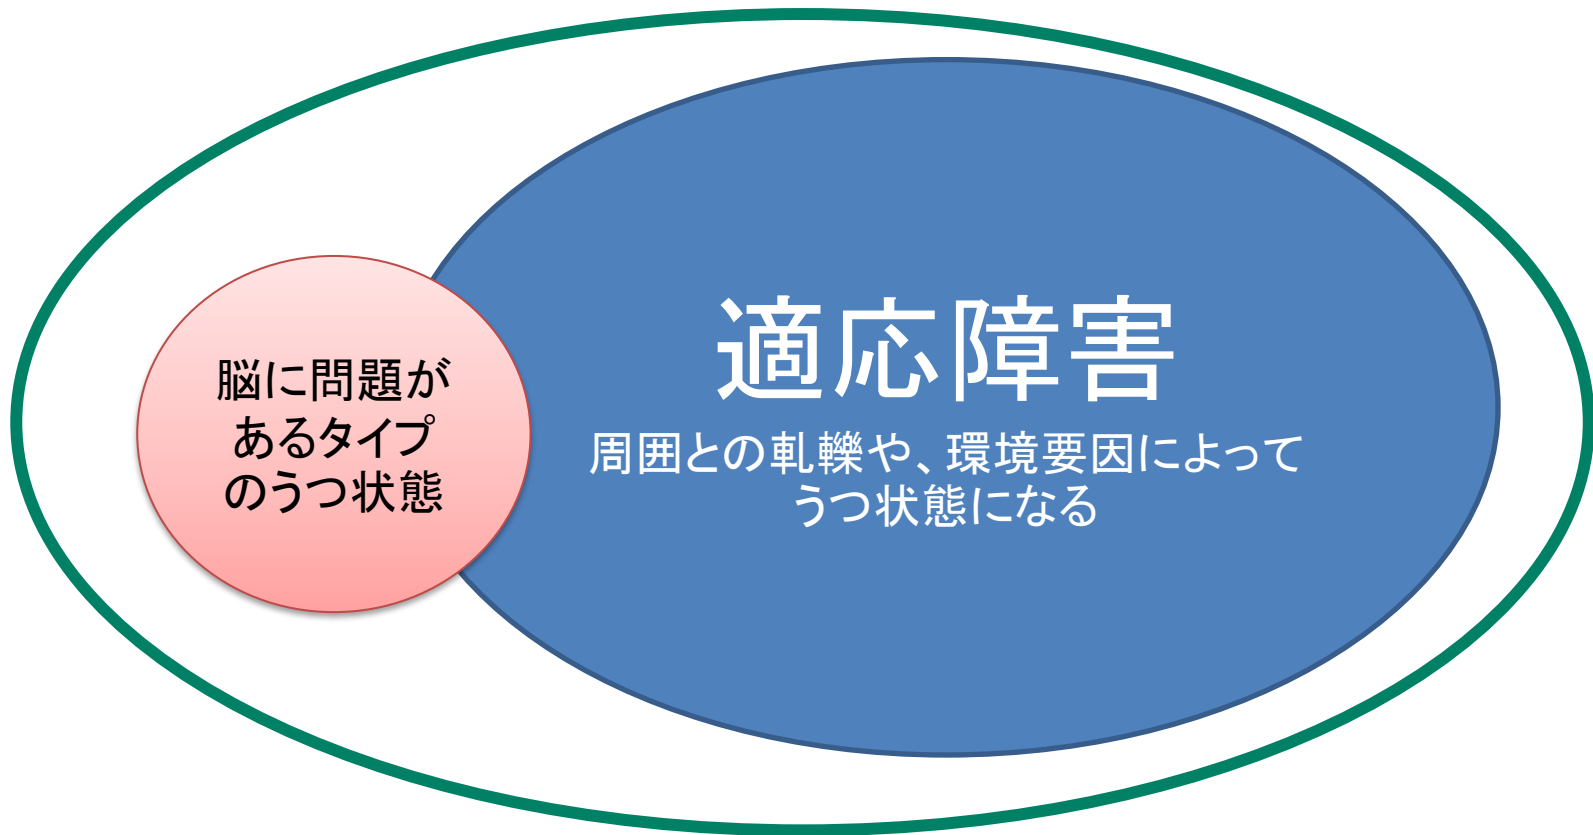 脳に問題が
あるタイプ
のうつ状態
適応障害
周囲との軋轢や、環境要因によって
うつ状態になる